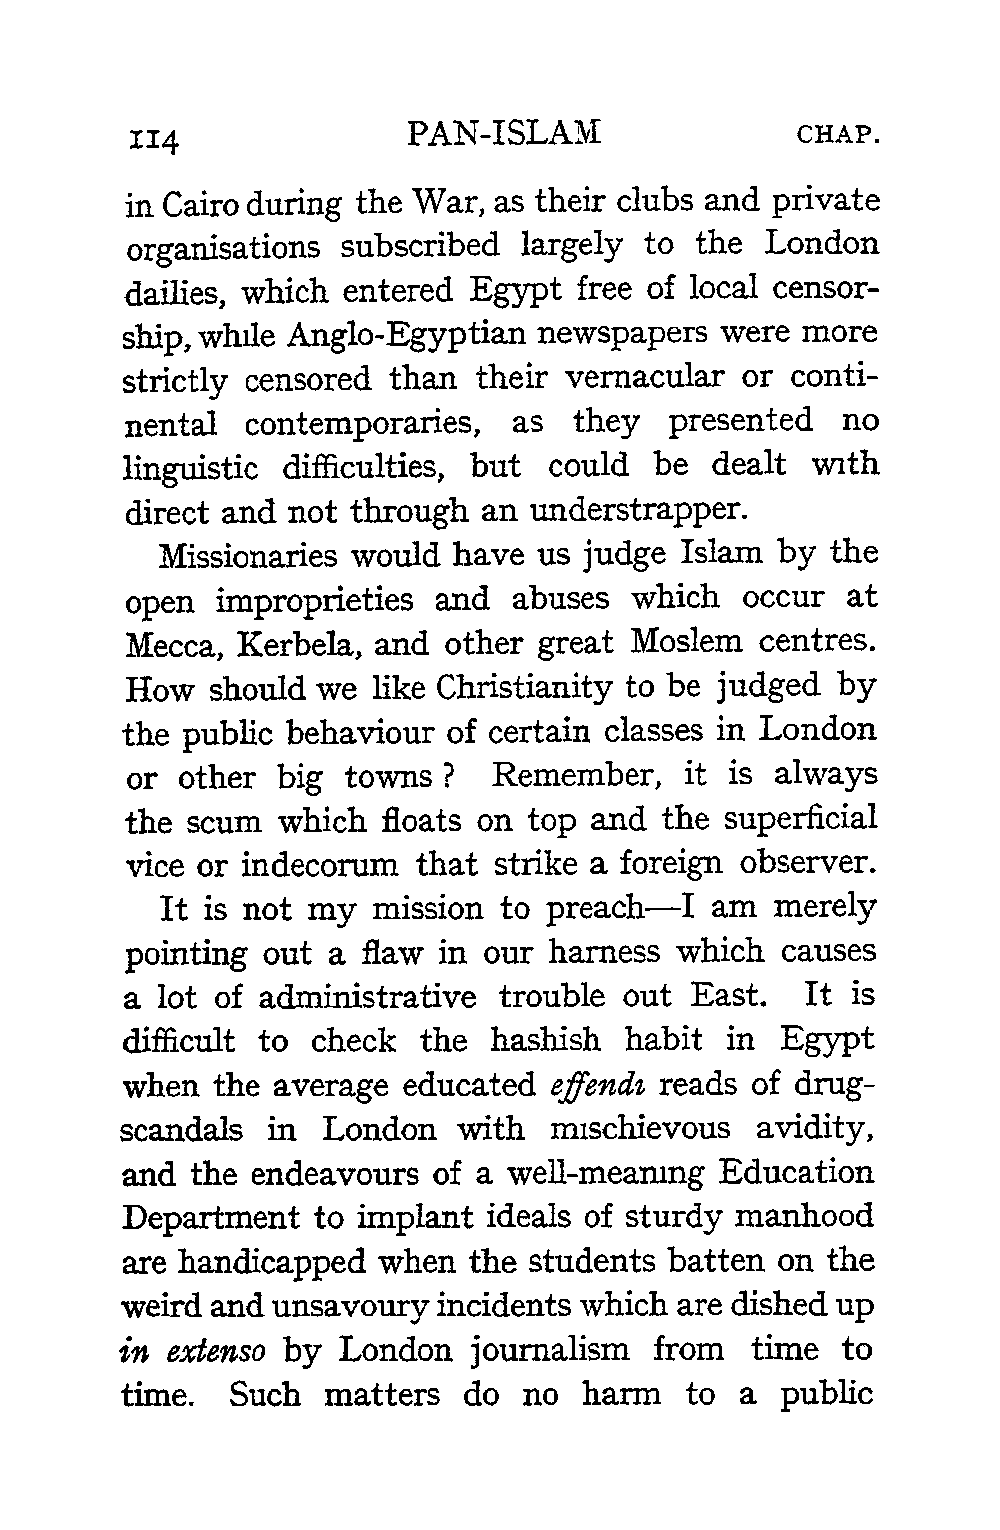 114 PAN-ISLAM CHAP.
in Cairo during the War, as their clubs and private
organisations subscribed largely to the London
dailies, which entered Egypt free of local censor-
ship, while Anglo-Egyptian newspapers were more
strictly censored than their vernacular or conti-
nental contemporaries, as they presented no
linguistic difficulties, but could be dealt with
direct and not through an understrapper.
Missionaries would have us judge Islam by the
open improprieties and abuses which occur at
Mecca, Kerbela, and other great Moslem centres.
How should we like Christianity to be judged by
the public behaviour of certain classes in London
or other big towns ? Remember, it is always
the scum which floats on top and the superficial
vice or indecorum that strike a foreign observer.
It is not my mission to preach—I am merely
pointing out a flaw in our harness which causes
a lot of administrative trouble out East. It is
difficult to check the hashish habit in Egypt
when the average educated effendi reads of drug-
scandals in London with mischievous avidity,
and the endeavours of a well-meaning Education
Department to implant ideals of sturdy manhood
are handicapped when the students batten on the
weird and unsavoury incidents which are dished up
in extenso by London journalism from time to
time. Such matters do no harm to a public